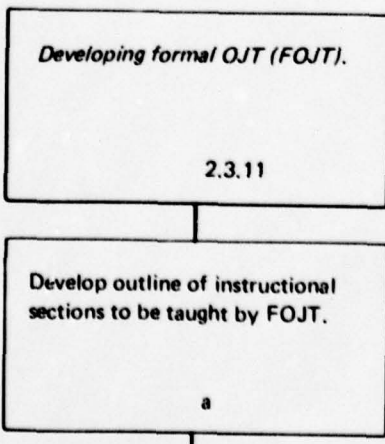 Developing formal OJT (FOJT).
2.3.11
Develop outline of instructional
sections to be taught by FOJT.
a